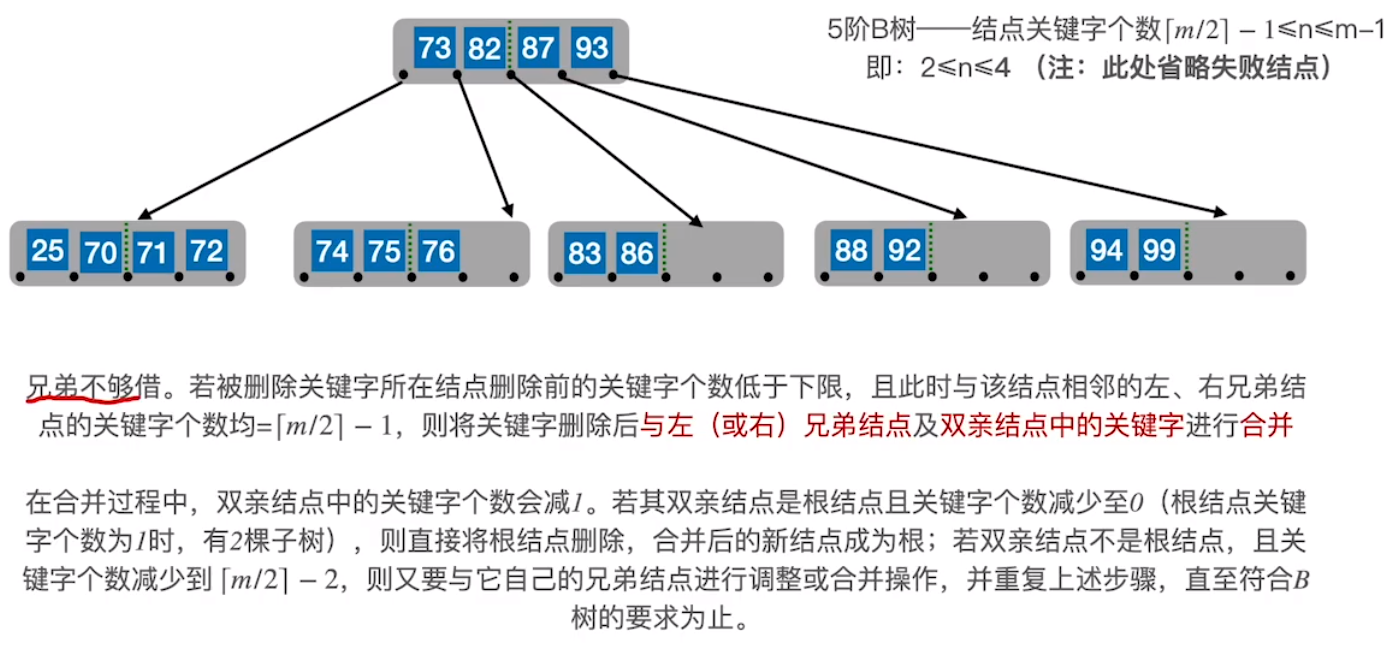 73 82 87 93
5阶B树——结点关键字个数⌈m/2⌉ − 1≤n≤m−1
即：2≤n≤4 （注：此处省略失败结点）
25 70 71 72
74 75 76
83 86
88 92
94 99
兄弟不够借。若被删除关键字所在结点删除前的关键字个数低于下限，且此时与该结点相邻的左、右兄弟结
点的关键字个数均=⌈m/2⌉ − 1，则将关键字删除后与左（或右）兄弟结点及双亲结点中的关键字进行合并
在合并过程中，双亲结点中的关键字个数会减1。若其双亲结点是根结点且关键字个数减少至0（根结点关键
字个数为1时，有2棵子树），则直接将根结点删除，合并后的新结点成为根；若双亲结点不是根结点，且关
键字个数减少到 ⌈m/2⌉ − 2，则又要与它自己的兄弟结点进行调整或合并操作，并重复上述步骤，直至符合B
树的要求为止。